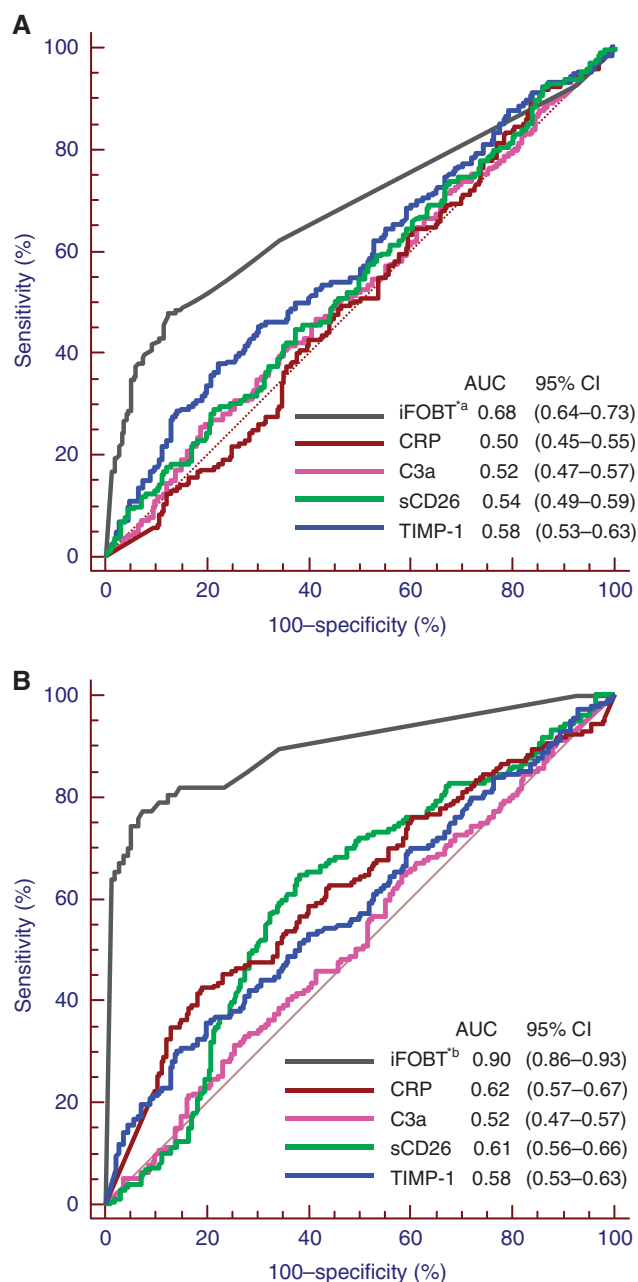 A
100
80
60
40
20
0
Sensitivity (%)
AUC 95% CI
iFOBT*a 0.68 (0.64–0.73)
CRP 0.50 (0.45–0.55)
C3a 0.52 (0.47–0.57)
sCD26 0.54 (0.49–0.59)
TIMP-1 0.58 (0.53–0.63)
0 20 40 60 80 100
100–specificity (%)
B
100
80
60
40
20
0
Sensitivity (%)
AUC 95% CI
iFOBT*b 0.90 (0.86–0.93)
CRP 0.62 (0.57–0.67)
C3a 0.52 (0.47–0.57)
sCD26 0.61 (0.56–0.66)
TIMP-1 0.58 (0.53–0.63)
0 20 40 60 80 100
100–specificity (%)